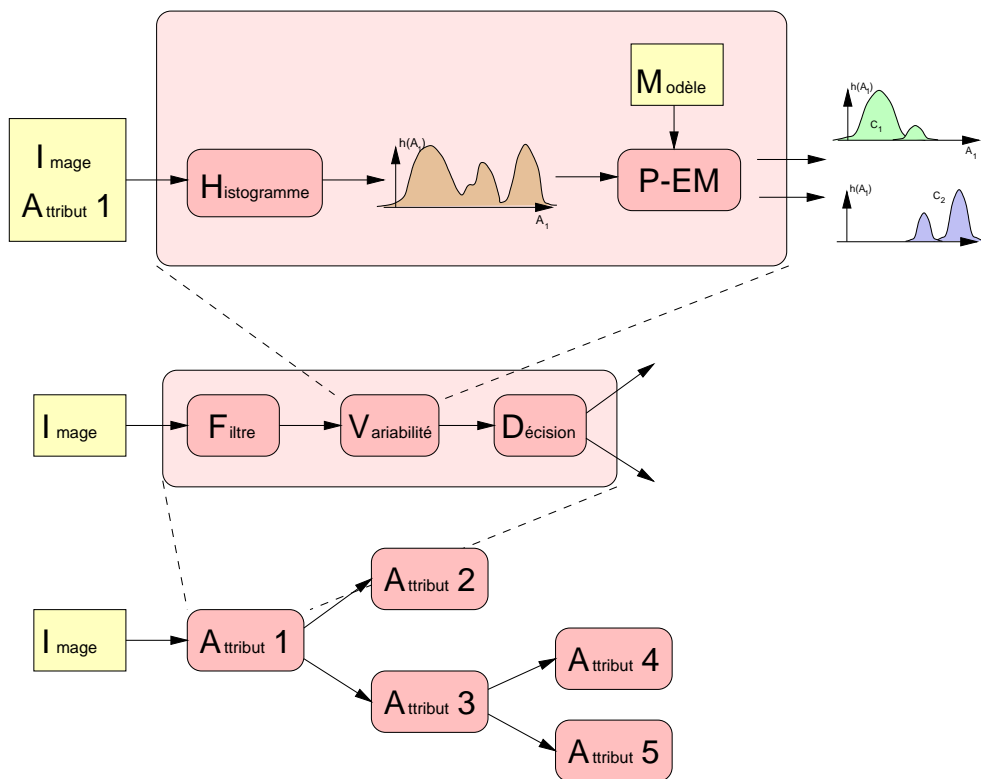 Modèle
h(A₁)
C₁
A₁
Image
Attribut 1
Histogramme
h(A₁)
A₁
P-EM
h(A₁)
C₂
Image
Filtre
Variabilité
Décision
Attribut 2
Image
Attribut 1
Attribut 4
Attribut 3
Attribut 5